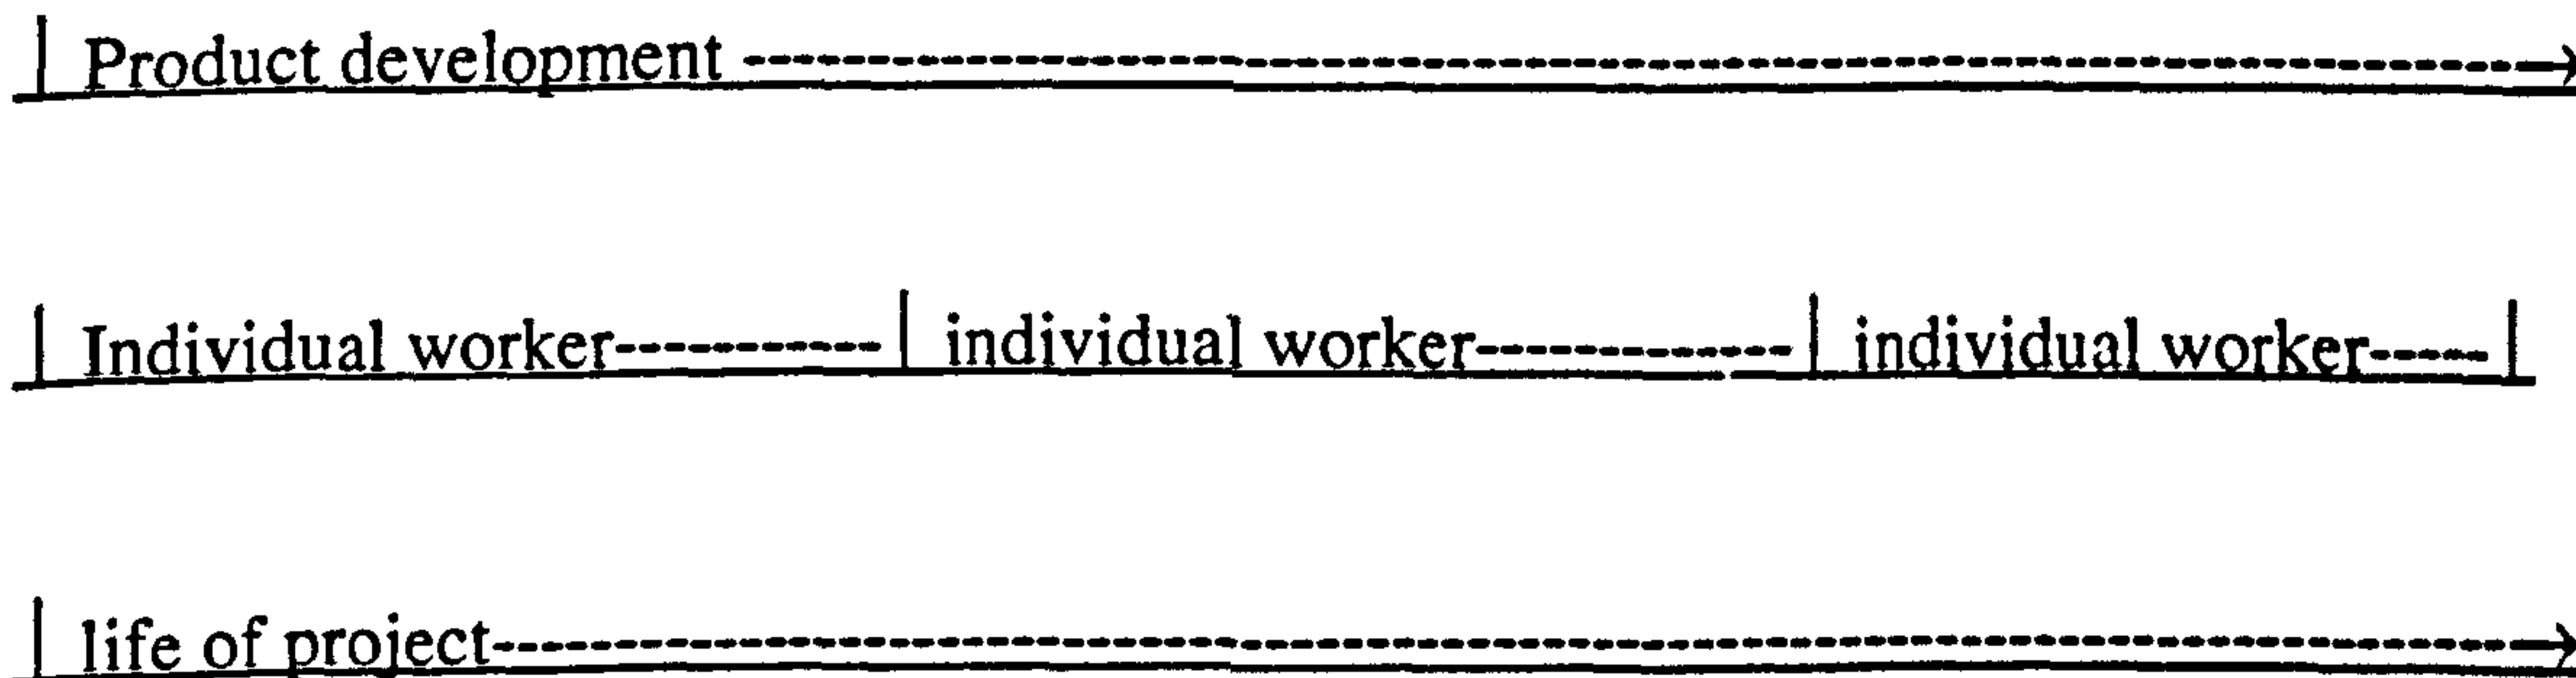 Product development
Individual worker individual worker individual worker
life of project